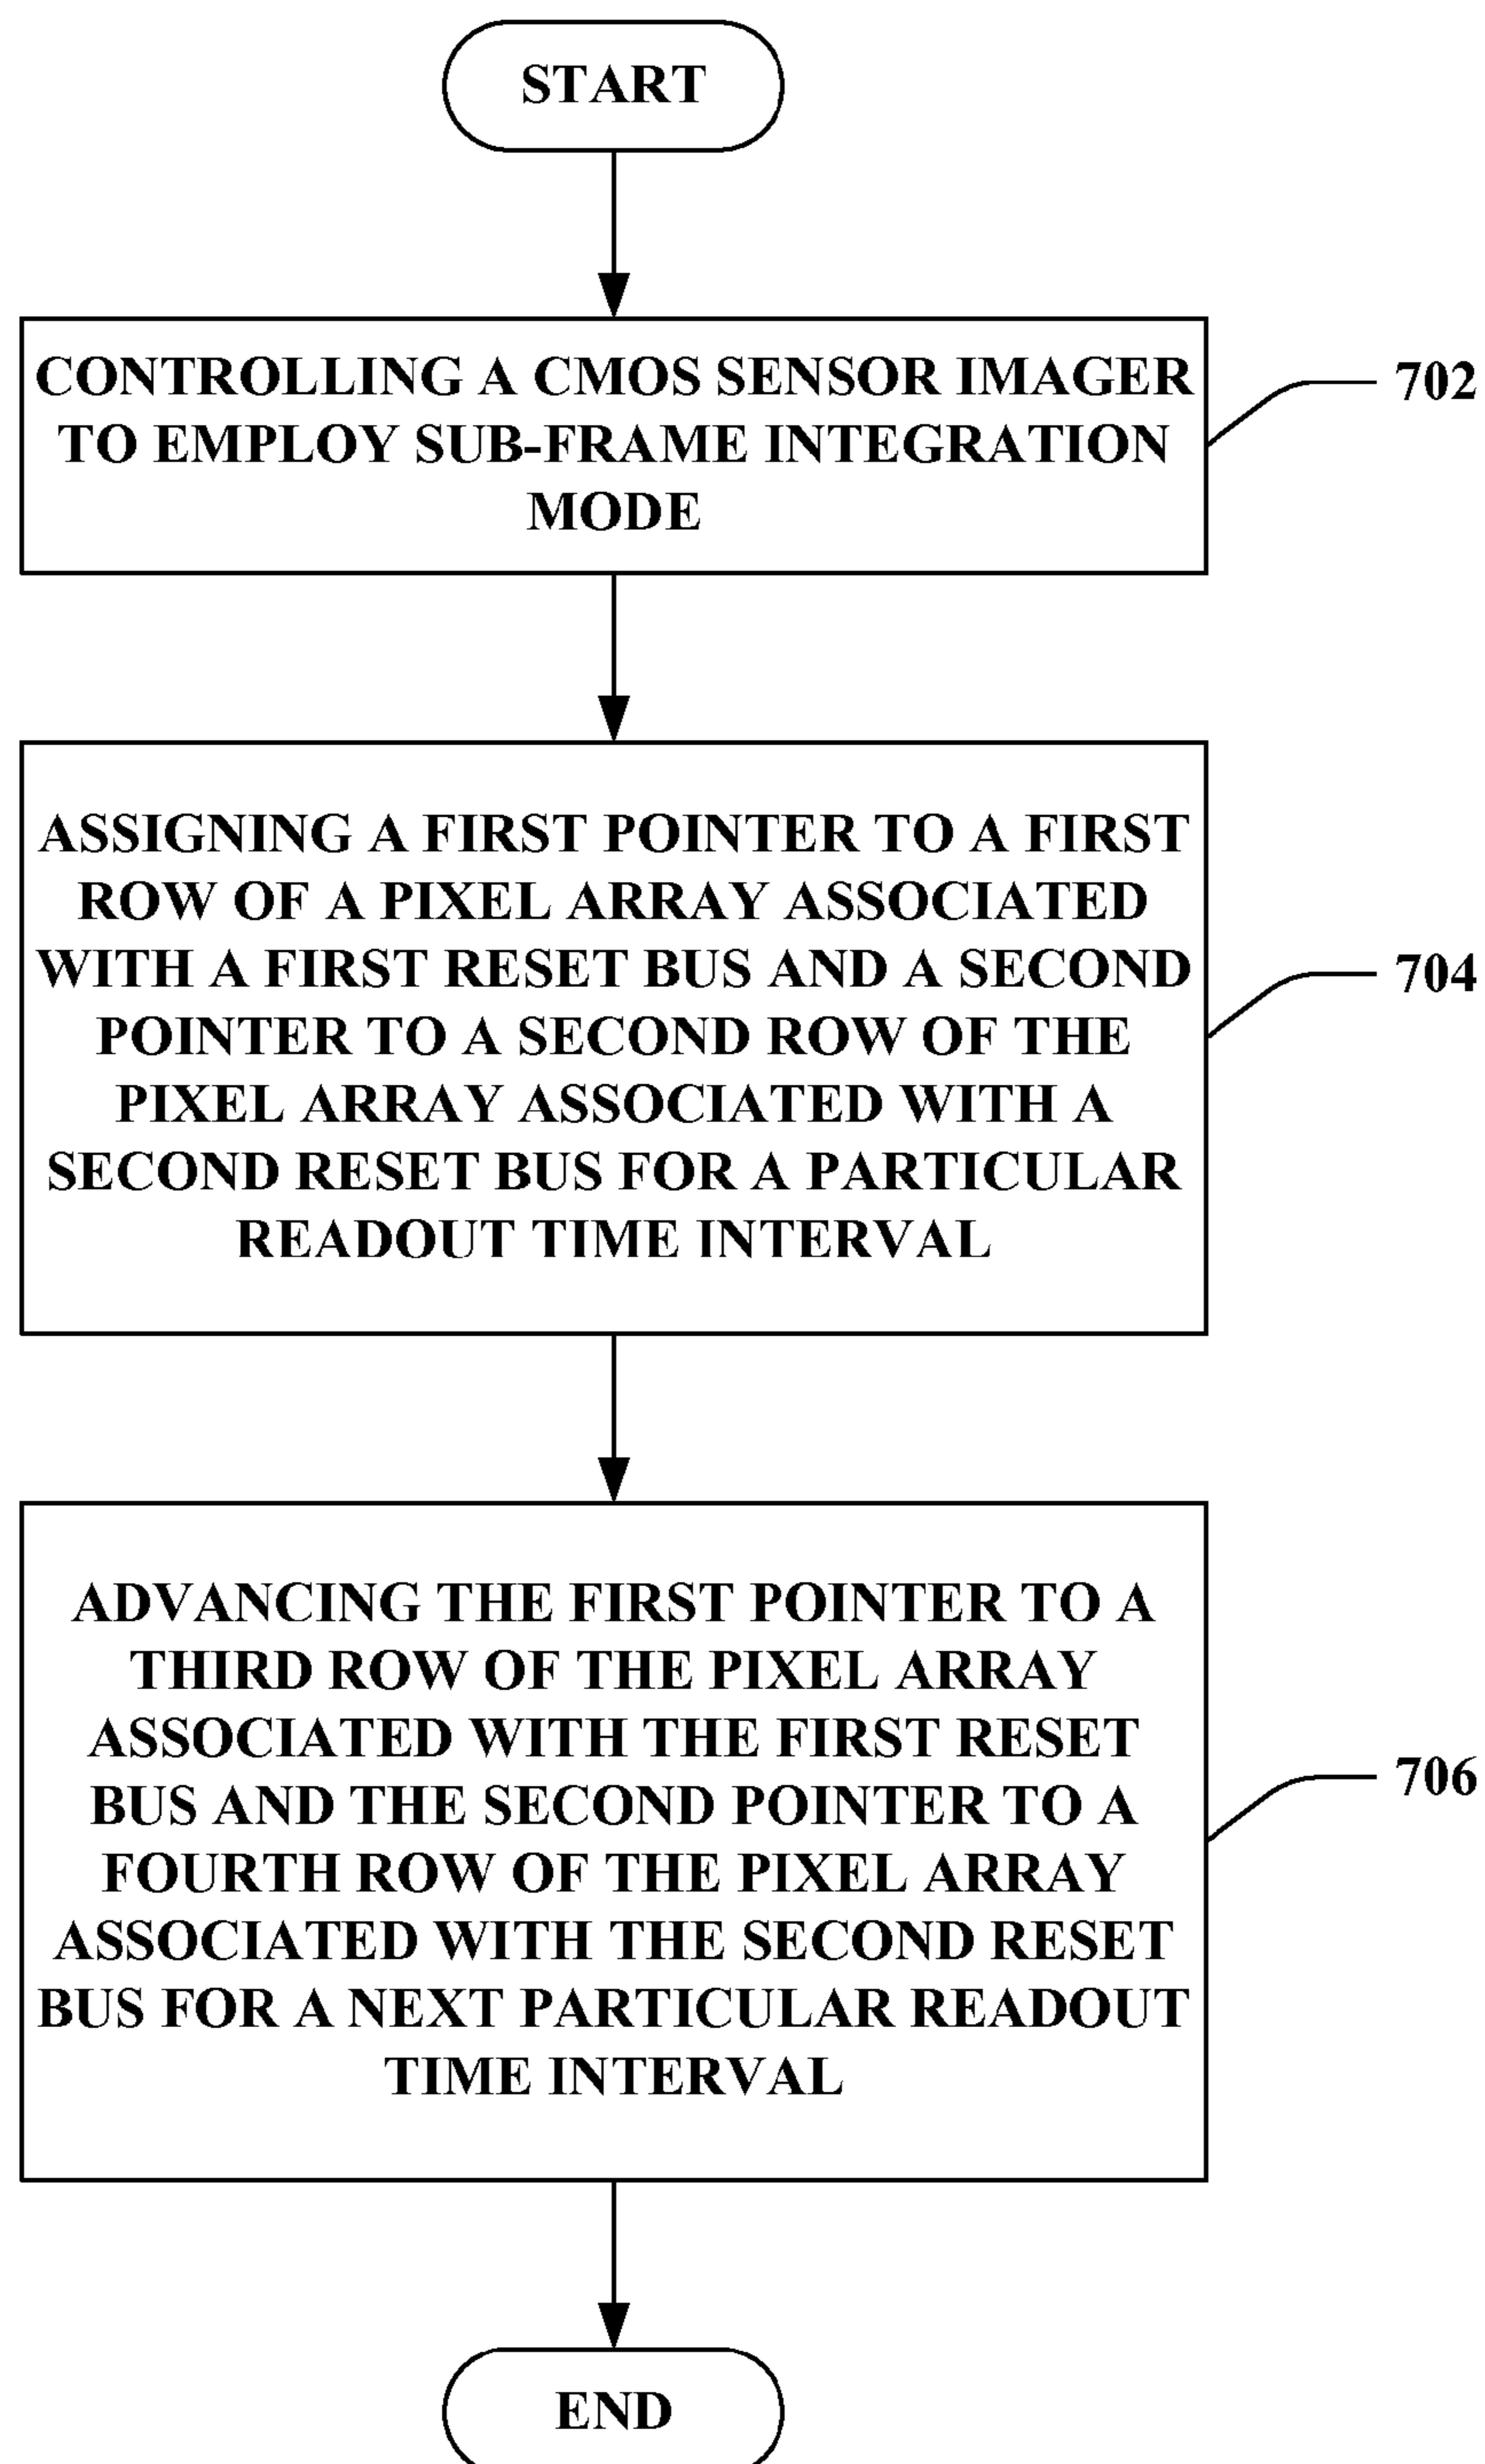 START
CONTROLLING A CMOS SENSOR IMAGER
TO EMPLOY SUB-FRAME INTEGRATION
MODE
702
ASSIGNING A FIRST POINTER TO A FIRST
ROW OF A PIXEL ARRAY ASSOCIATED
WITH A FIRST RESET BUS AND A SECOND
POINTER TO A SECOND ROW OF THE
PIXEL ARRAY ASSOCIATED WITH A
SECOND RESET BUS FOR A PARTICULAR
READOUT TIME INTERVAL
704
ADVANCING THE FIRST POINTER TO A
THIRD ROW OF THE PIXEL ARRAY
ASSOCIATED WITH THE FIRST RESET
BUS AND THE SECOND POINTER TO A
FOURTH ROW OF THE PIXEL ARRAY
ASSOCIATED WITH THE SECOND RESET
BUS FOR A NEXT PARTICULAR READOUT
TIME INTERVAL
706
END